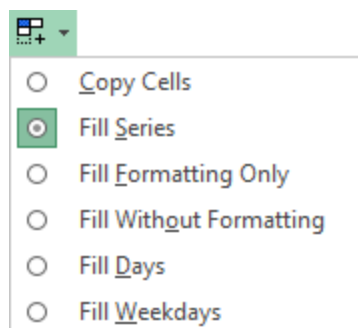 Copy Cells
Fill Series
Fill Formatting Only
Fill Without Formatting
Fill Days
Fill Weekdays